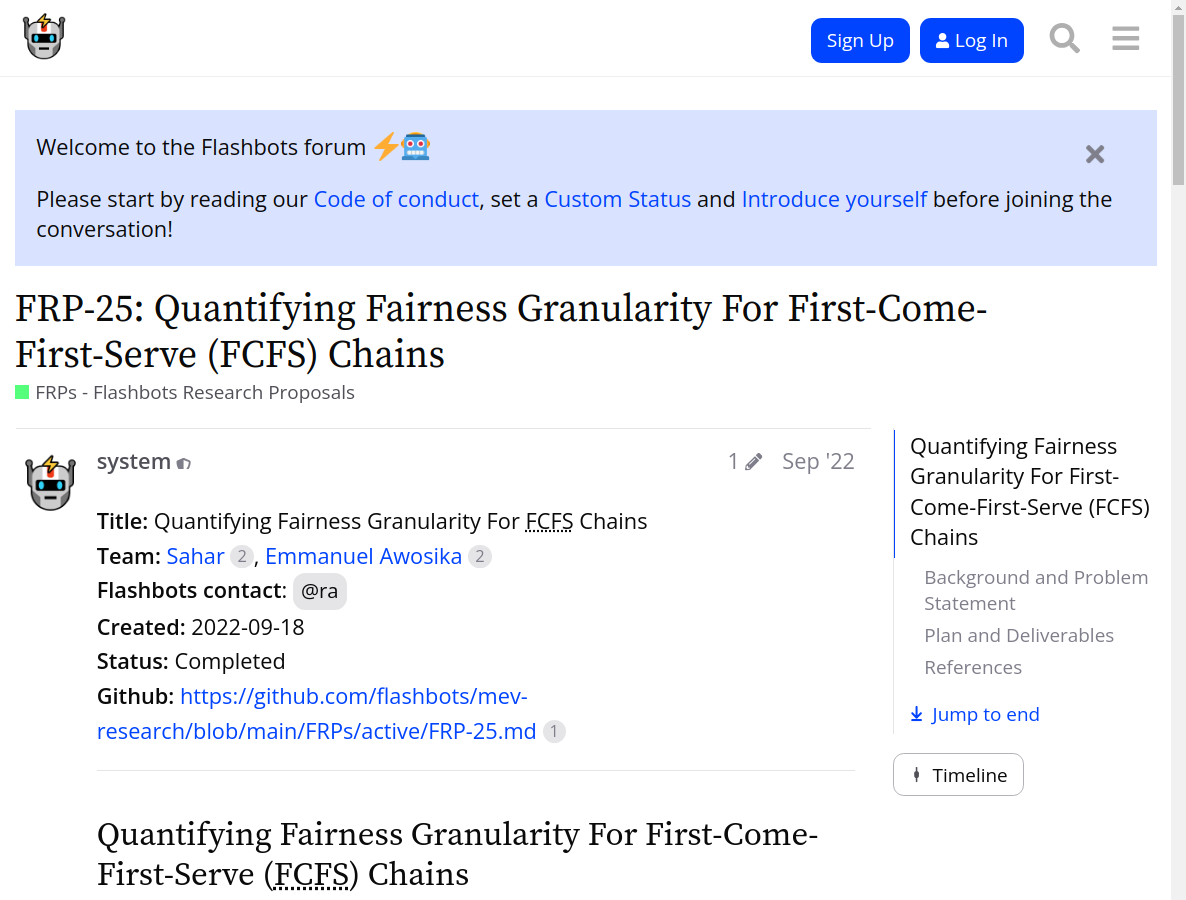 Sign Up
Log In
Welcome to the Flashbots forum
Please start by reading our Code of conduct, set a Custom Status and Introduce yourself before joining the
conversation!
FRP-25: Quantifying Fairness Granularity For First-Come-
First-Serve (FCFS) Chains
FRPs - Flashbots Research Proposals
system
1
Sep '22
Title: Quantifying Fairness Granularity For FCFS Chains
Team: Sahar 2, Emmanuel Awosika 2
Flashbots contact: @ra
Created: 2022-09-18
Status: Completed
Github: https://github.com/flashbots/mev-
research/blob/main/FRPs/active/FRP-25.md 1
Quantifying Fairness Granularity For First-Come-
First-Serve (FCFS) Chains
Quantifying Fairness
Granularity For First-
Come-First-Serve (FCFS)
Chains
Background and Problem
Statement
Plan and Deliverables
References
Jump to end
Timeline